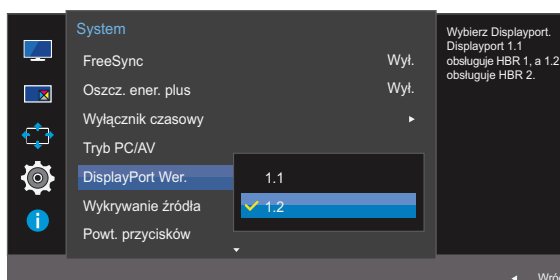 System
FreeSync Wył.
Oszcz. ener. plus Wył.
Wyłącznik czasowy
Tryb PC/AV
DisplayPort Wer.
1.1
1.2
Wykrywanie źródła
Powt. przycisków
Wybierz Displayport.
Displayport 1.1
obsługuje HBR 1, a 1.2
obsługuje HBR 2.